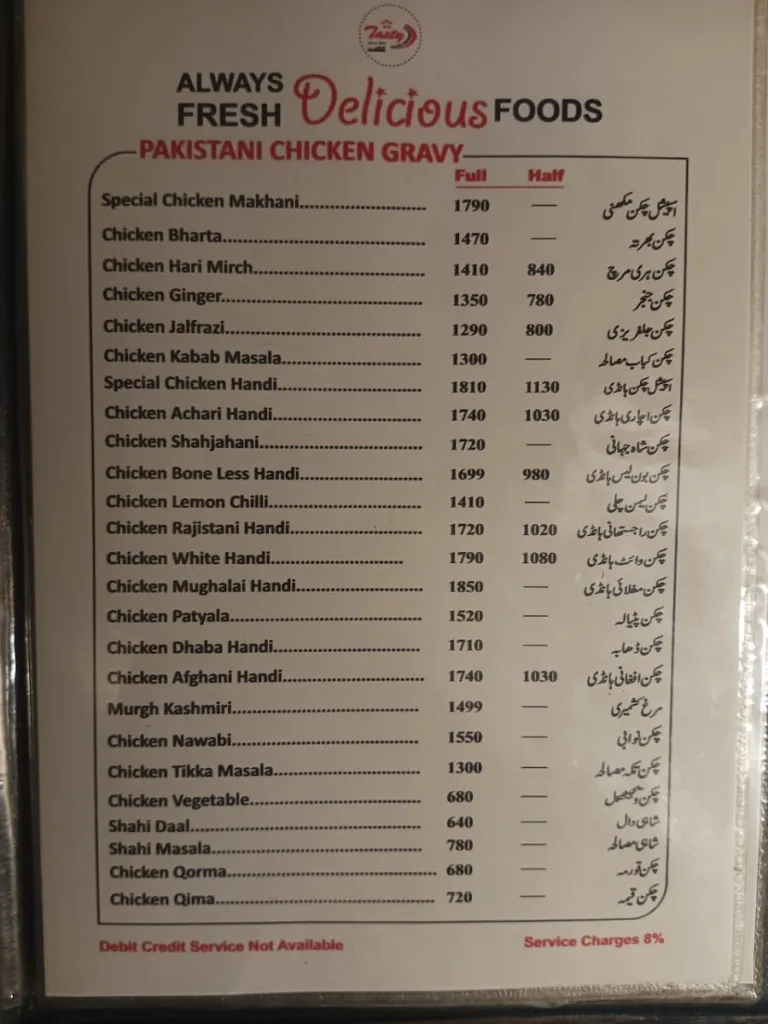 Tasty
ALWAYS FRESH Delicious FOODS
PAKISTANI CHICKEN GRAVY
Full Half
Special Chicken Makhani............................ 1790 — اسپیشل چکن مکھنی
Chicken Bharta............................................. 1470 — چکن بھرتہ
Chicken Hari Mirch...................................... 1410 840 چکن ہری مرچ
Chicken Ginger............................................. 1350 780 چکن جنجر
Chicken Jalfrazi............................................ 1290 800 چکن جلفریزی
Chicken Kabab Masala............................... 1300 — چکن کباب مصالحہ
Special Chicken Handi................................ 1810 1130 اسپیشل چکن ہانڈی
Chicken Achari Handi................................. 1740 1030 چکن اچاری ہانڈی
Chicken Shahjahani.................................... 1720 — چکن شاہ جہانی
Chicken Bone Less Handi........................... 1699 980 چکن بون لیس ہانڈی
Chicken Lemon Chilli.................................. 1410 — چکن لیمن چلی
Chicken Rajistani Handi............................. 1720 1020 چکن راجستھانی ہانڈی
Chicken White Handi............................. 1790 1080 چکن وائٹ ہانڈی
Chicken Mughalai Handi............................ 1850 — چکن مغلائی ہانڈی
Chicken Patyala........................................... 1520 — چکن پٹیالہ
Chicken Dhaba Handi................................. 1710 — چکن ڈھابہ
Chicken Afghani Handi............................... 1740 1030 چکن افغانی ہانڈی
Murgh Kashmiri.......................................... 1499 — مرغ کشمیری
Chicken Nawabi.......................................... 1550 — چکن نوابی
Chicken Tikka Masala................................. 1300 — چکن تکہ مصالحہ
Chicken Vegetable...................................... 680 — چکن ویجیٹیبل
Shahi Daal................................................... 640 — شاہی دال
Shahi Masala.............................................. 780 — شاہی مصالحہ
Chicken Qorma.............................................. 680 — چکن قورمہ
Chicken Qima................................................ 720 — چکن قیمہ
Debit Credit Service Not Available Service Charges 8%